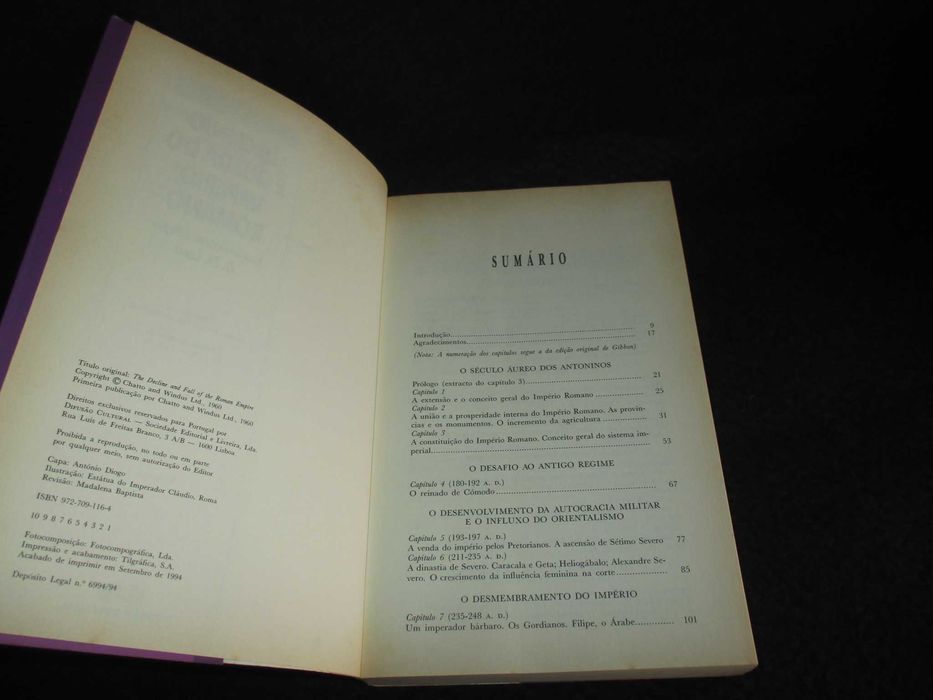 Título original: The Decline and Fall of the Roman Empire
Copyright © Chatto and Windus Ltd., 1960
Primeira publicação por Chatto and Windus Ltd., 1960
Direitos exclusivos reservados para Portugal por
DIFUSÃO CULTURAL — Sociedade Editorial e Livreira, Lda.
Rua Luís de Freitas Branco, 3 A/B — 1600 Lisboa
Proibida a reprodução, no todo ou em parte
por qualquer meio, sem autorização do Editor
Capa: António Diogo
Ilustração: Estátua do Imperador Cláudio, Roma
Revisão: Madalena Baptista
ISBN 972-709-116-4
10 9 8 7 6 5 4 3 2 1
Fotocomposição: Fotocompográfica, Lda.
Impressão e acabamento: Tilgráfica, S.A.
Acabado de imprimir em Setembro de 1994
Depósito Legal n.º 6994/94
SUMÁRIO
Introdução 9
Agradecimentos 17
(Nota: A numeração dos capítulos segue a da edição original de Gibbon)
O SÉCULO ÁUREO DOS ANTONINOS
Prólogo (extracto do capítulo 3) 21
Capítulo 1
A extensão e o conceito geral do Império Romano 25
Capítulo 2
A união e a prosperidade interna do Império Romano. As províncias
e os monumentos. O incremento da agricultura 31
Capítulo 3
A constituição do Império Romano. Conceito geral do sistema im-
perial 53
O DESAFIO AO ANTIGO REGIME
Capítulo 4 (180-192 A. D.)
O reinado de Cómodo 67
O DESENVOLVIMENTO DA AUTOCRACIA MILITAR
E O INFLUXO DO ORIENTALISMO
Capítulo 5 (193-197 A. D.)
A venda do império pelos Pretorianos. A ascensão de Sétimo Severo 77
Capítulo 6 (211-235 A. D.)
A dinastia de Severo. Caracala e Geta; Heliogábalo; Alexandre Se-
vero. O crescimento da influência feminina na corte 85
O DESMEMBRAMENTO DO IMPÉRIO
Capítulo 7 (235-248 A. D.)
Um imperador bárbaro. Os Gordianos. Filipe, o Árabe 101